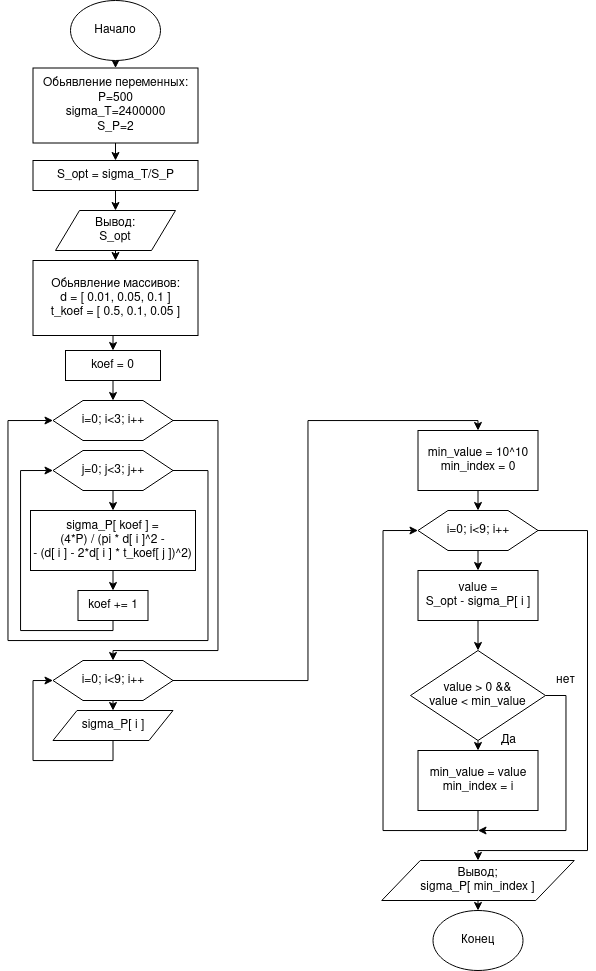 Начало
Обьявление переменных:
P=500
sigma_T=2400000
S_P=2
S_opt = sigma_T/S_P
Вывод:
S_opt
Обьявление массивов:
d = [ 0.01, 0.05, 0.1 ]
t_koef = [ 0.5, 0.1, 0.05 ]
koef = 0
i=0; i<3; i++
j=0; j<3; j++
sigma_P[ koef ] =
(4*P) / (pi * d[ i ]^2 -
- (d[ i ] - 2*d[ i ] * t_koef[ j ])^2)
koef += 1
i=0; i<9; i++
sigma_P[ i ]
min_value = 10^10
min_index = 0
i=0; i<9; i++
value =
S_opt - sigma_P[ i ]
value > 0 &&
value < min_value
нет
Да
min_value = value
min_index = i
Вывод;
sigma_P[ min_index ]
Конец